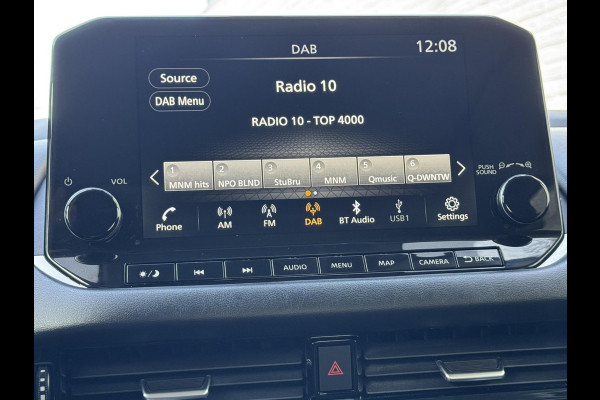 DAB
12:08
Source
Radio 10
DAB Menu
RADIO 10 - TOP 4000
1 2 3 4 5 6
MNM hits NPO BLND StuBru MNM Qmusic Q-DWNTW
VOL
PUSH
SOUND
Phone AM FM DAB BT Audio USB1 Settings
AUDIO MENU MAP CAMERA BACK